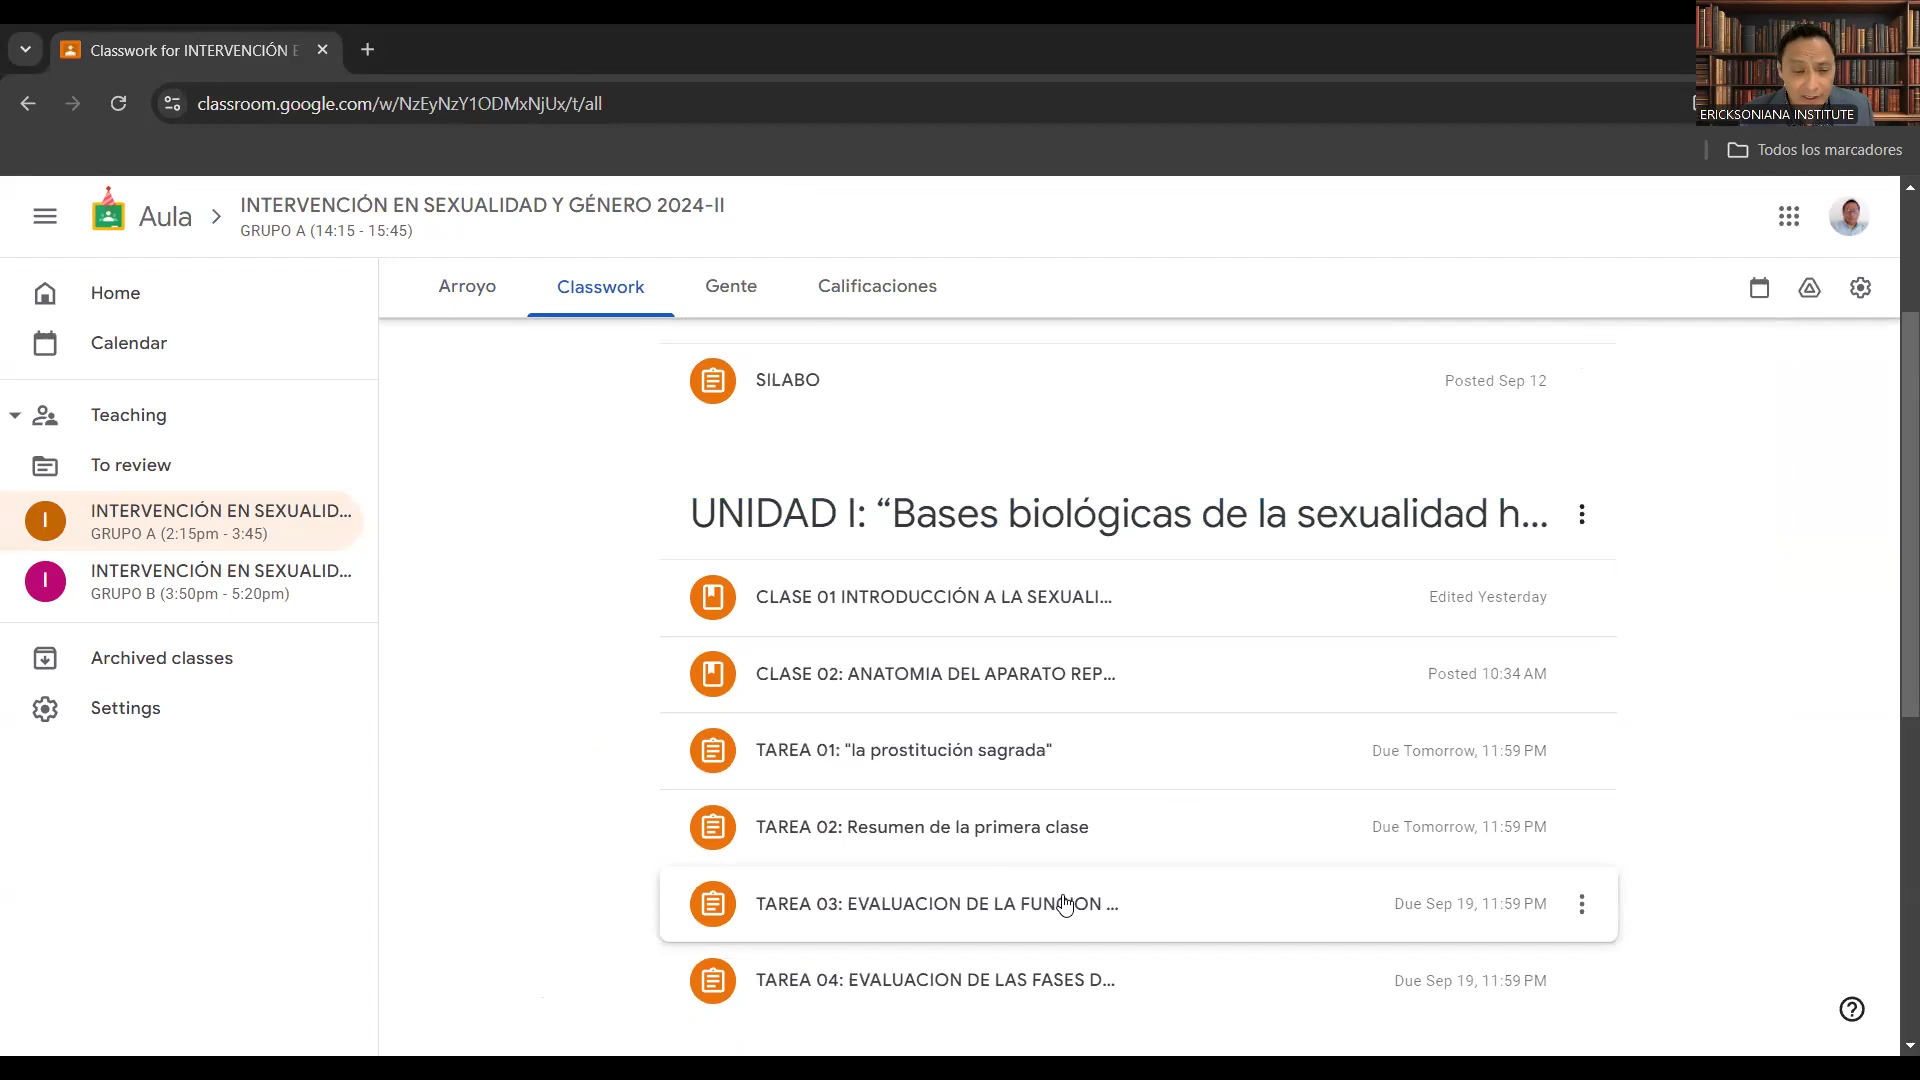 Classwork for INTERVENCIÓN E
classroom.google.com/w/NzEyNzY1ODMxNjUx/t/all
ERICKSONIANA INSTITUTE
Todos los marcadores
Aula
INTERVENCIÓN EN SEXUALIDAD Y GÉNERO 2024-II
GRUPO A (14:15 - 15:45)
Home
Calendar
Teaching
To review
I
INTERVENCIÓN EN SEXUALID...
GRUPO A (2:15pm - 3:45)
I
INTERVENCIÓN EN SEXUALID...
GRUPO B (3:50pm - 5:20pm)
Archived classes
Settings
Arroyo
Classwork
Gente
Calificaciones
SILABO
Posted Sep 12
UNIDAD I: “Bases biológicas de la sexualidad h...
CLASE 01 INTRODUCCIÓN A LA SEXUALI...
Edited Yesterday
CLASE 02: ANATOMIA DEL APARATO REP...
Posted 10:34 AM
TAREA 01: "la prostitución sagrada"
Due Tomorrow, 11:59 PM
TAREA 02: Resumen de la primera clase
Due Tomorrow, 11:59 PM
TAREA 03: EVALUACION DE LA FUNCION ...
Due Sep 19, 11:59 PM
TAREA 04: EVALUACION DE LAS FASES D...
Due Sep 19, 11:59 PM